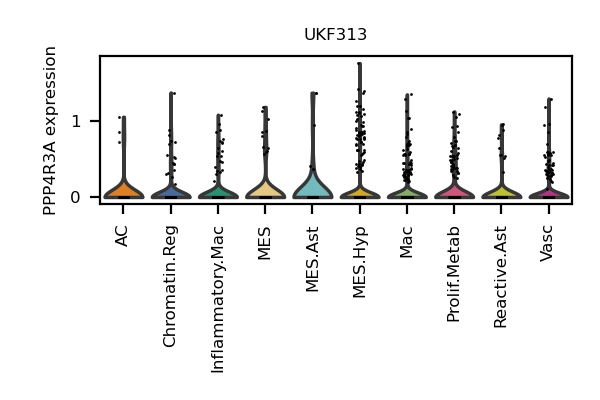 UKF313
PPP4R3A expression
1
0
AC
Chromatin.Reg
Inflammatory.Mac
MES
MES.Ast
MES.Hyp
Mac
Prolif.Metab
Reactive.Ast
Vasc